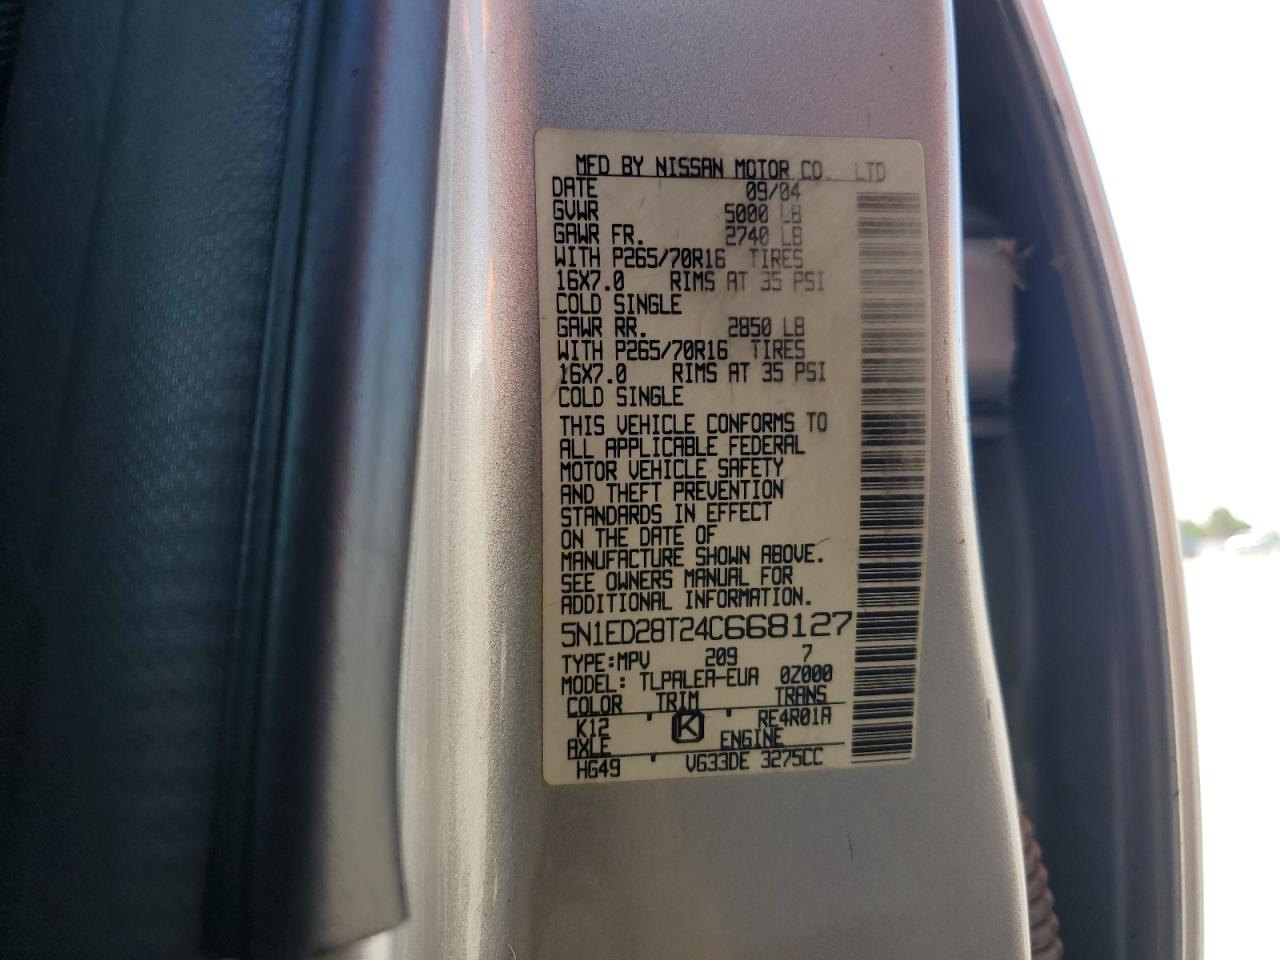 MFD BY NISSAN MOTOR CO. LTD
DATE 09/04
GVWR 5000 LB
GAWR FR. 2740 LB
WITH P265/70R16 TIRES
16X7.0 RIMS AT 35 PSI
COLD SINGLE
GAWR RR. 2850 LB
WITH P265/70R16 TIRES
16X7.0 RIMS AT 35 PSI
COLD SINGLE
THIS VEHICLE CONFORMS TO
ALL APPLICABLE FEDERAL
MOTOR VEHICLE SAFETY
AND THEFT PREVENTION
STANDARDS IN EFFECT
ON THE DATE OF
MANUFACTURE SHOWN ABOVE.
SEE OWNERS MANUAL FOR
ADDITIONAL INFORMATION.
5N1ED28T24C668127
TYPE:MPV 209 7
MODEL: TLPALEA-EUA 0Z000
COLOR TRIM TRANS
K12 K RE4R01A
AXLE ENGINE
HG49 VG33DE 3275CC